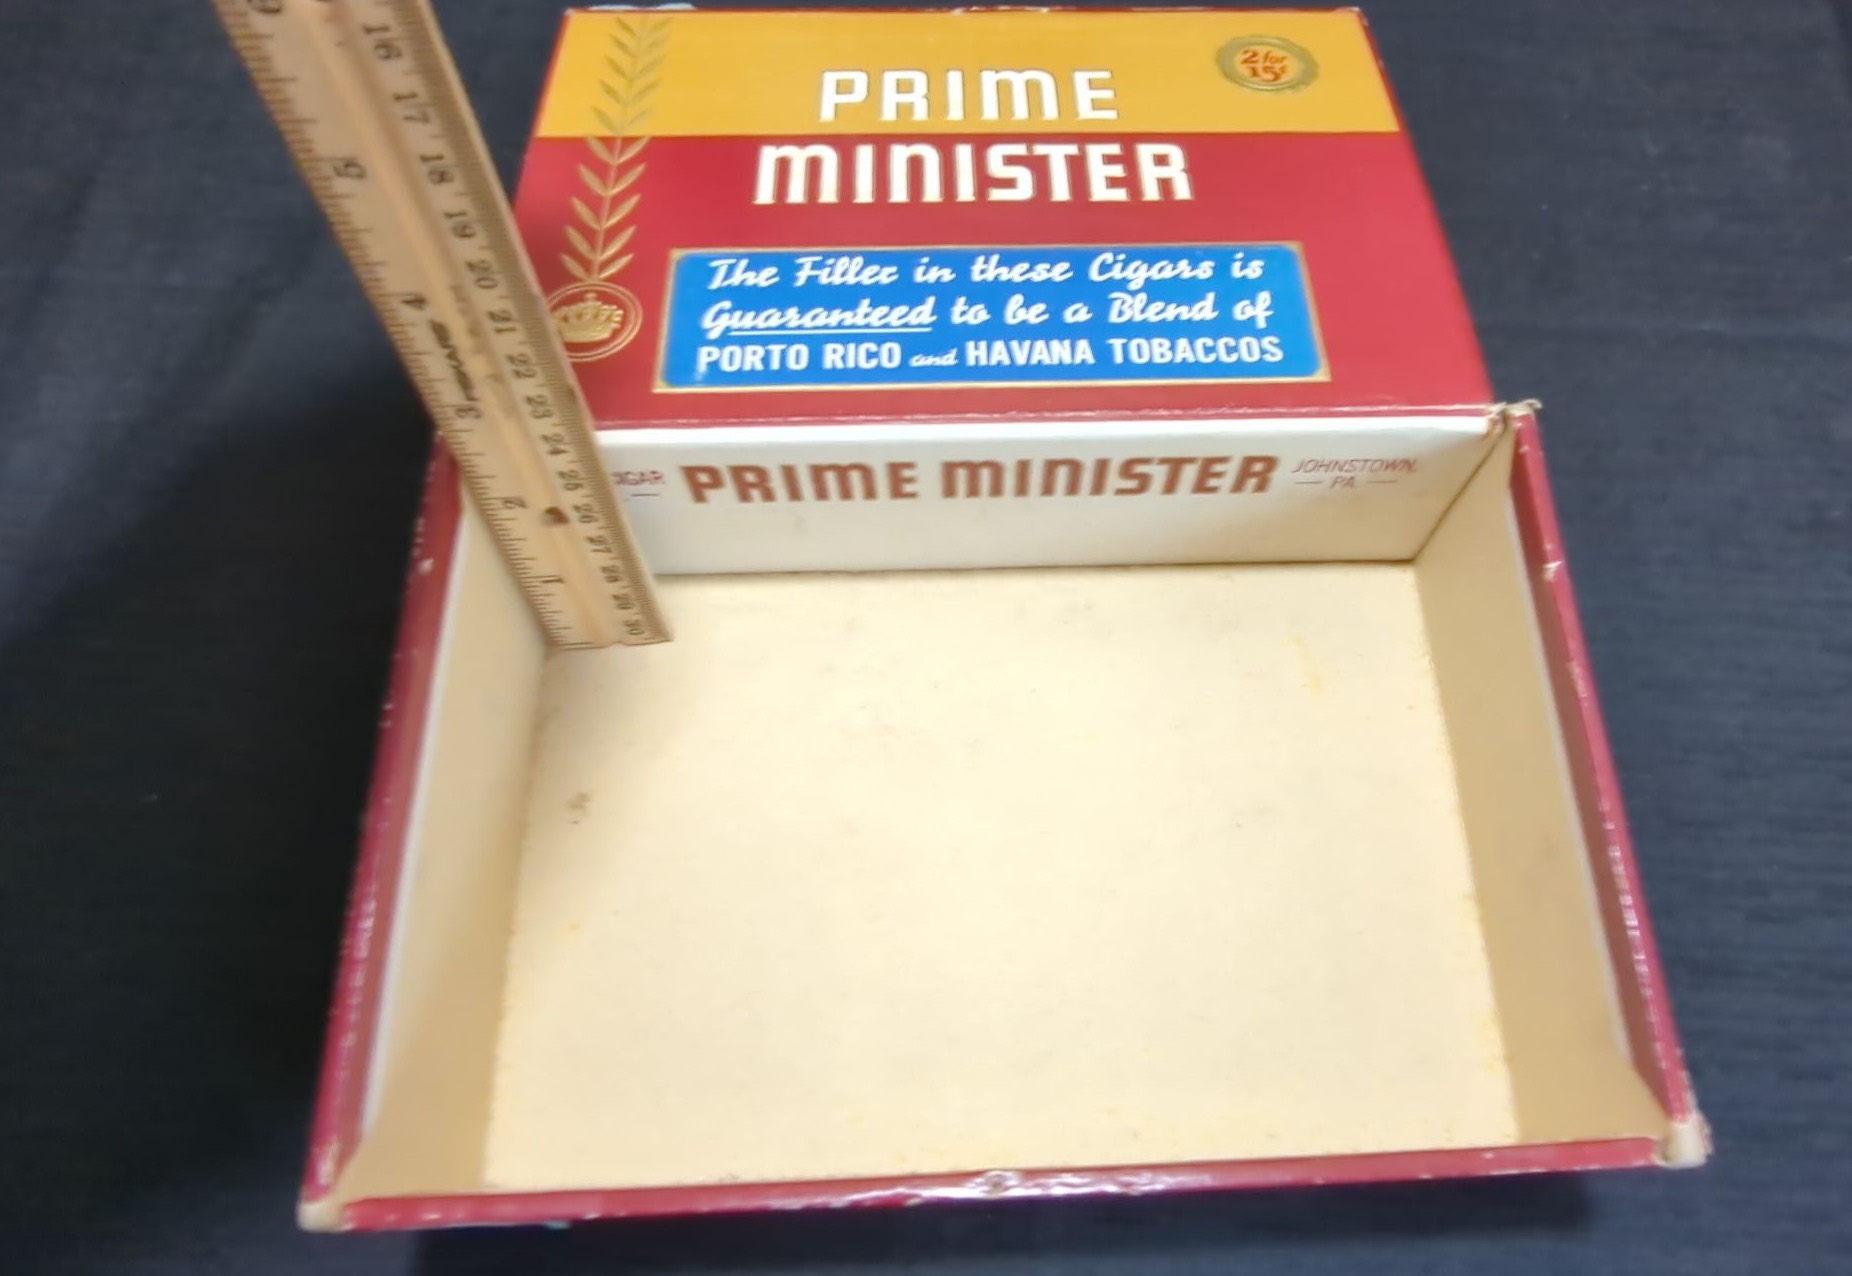 2 for
15¢
PRIME
MINISTER
The Filler in these Cigars is
Guaranteed to be a Blend of
PORTO RICO and HAVANA TOBACCOS
PRIME MINISTER
JOHNSTOWN,
PA.
6
5
4
3
2
1
16
17
18
19
20
21
22
23
24
25
26
27
28
29
30